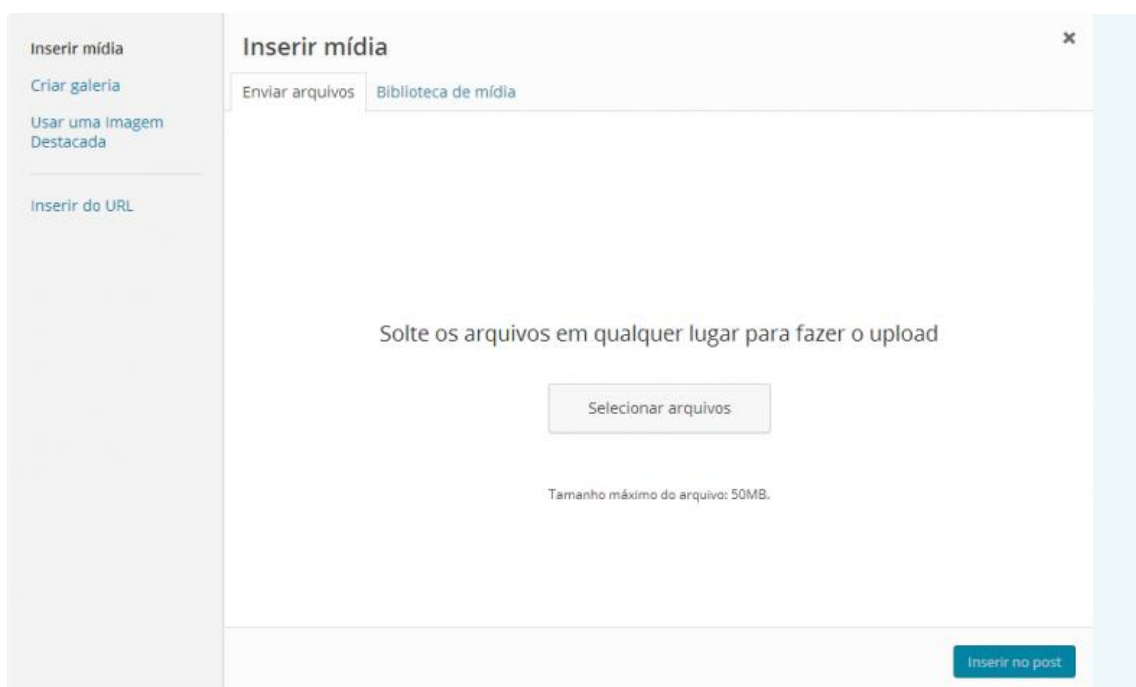 Inserir mídia
Criar galeria
Usar uma Imagem
Destacada
Inserir do URL
Inserir mídia
Enviar arquivos Biblioteca de mídia
Solte os arquivos em qualquer lugar para fazer o upload
Selecionar arquivos
Tamanho máximo do arquivo: 50MB.
Inserir no post